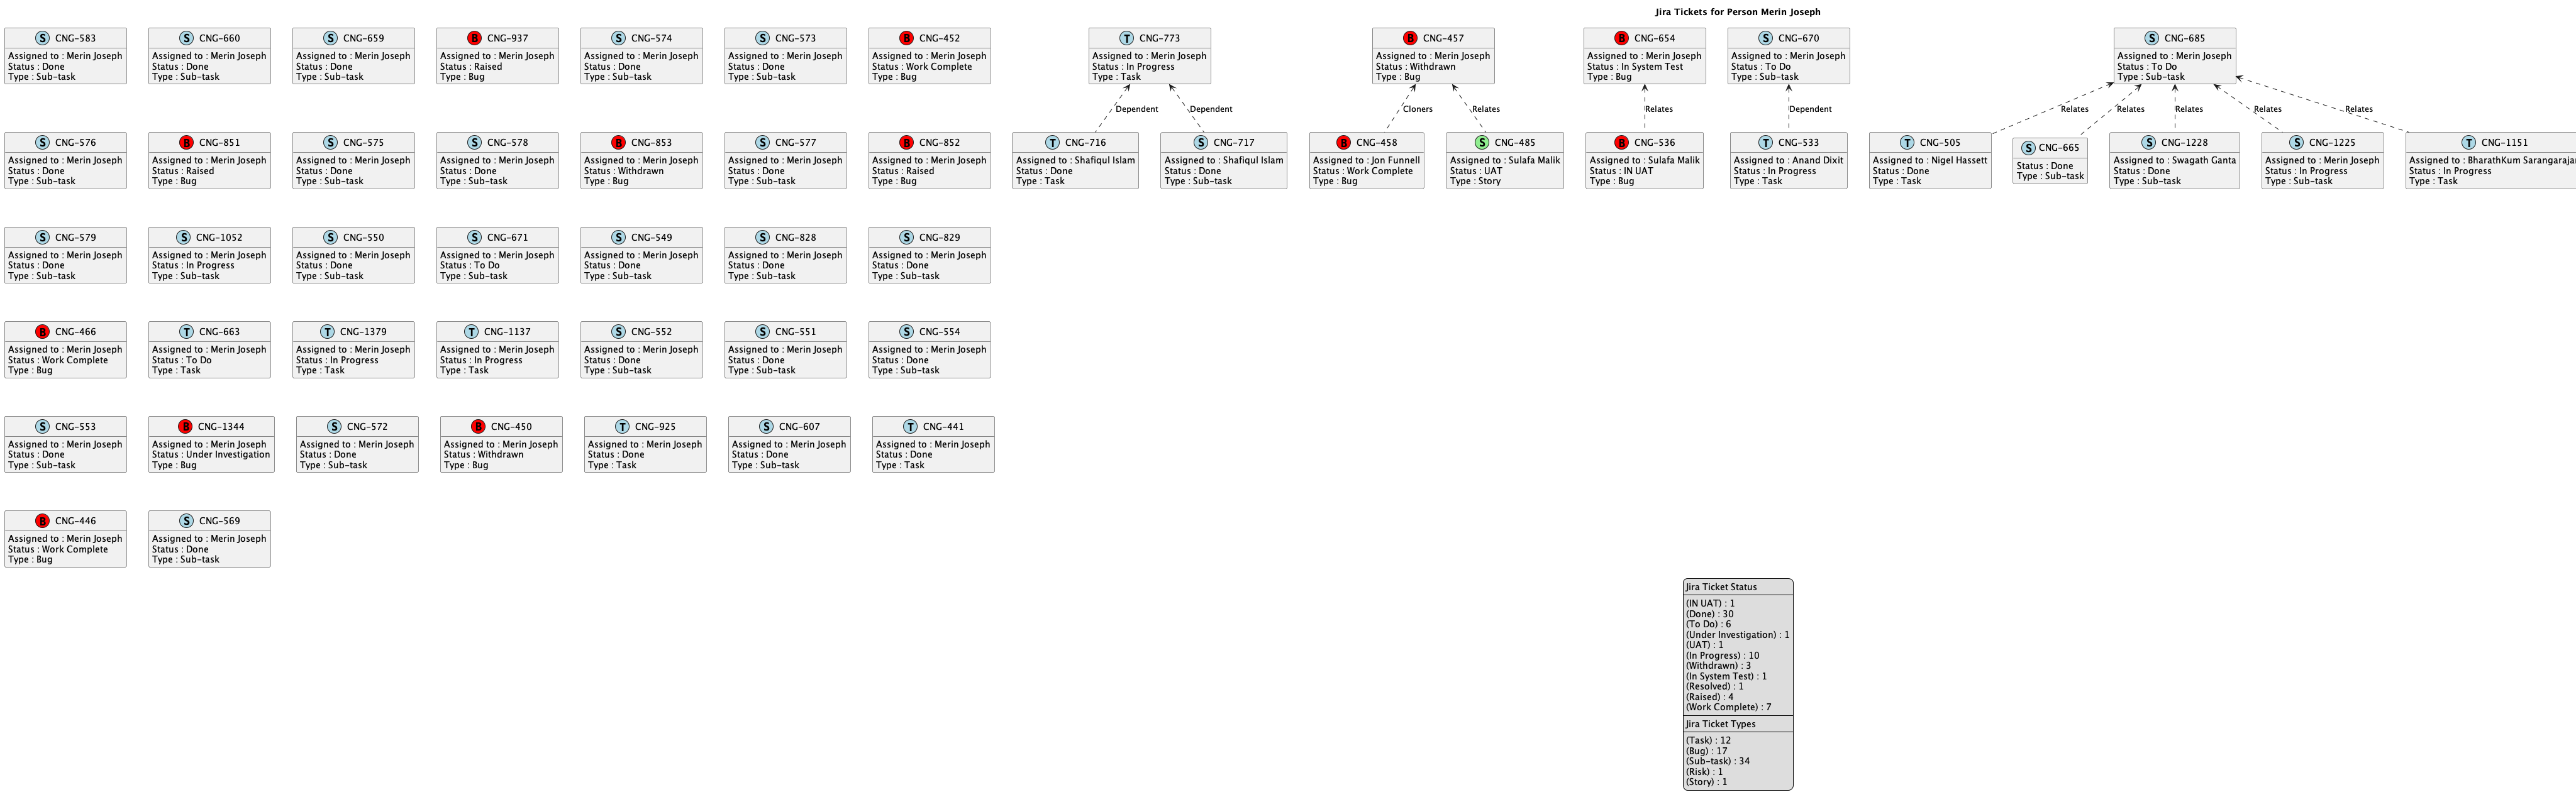 Jira Tickets for Person Merin Joseph
S CNG-583
Assigned to : Merin Joseph
Status : Done
Type : Sub-task
S CNG-660
Assigned to : Merin Joseph
Status : Done
Type : Sub-task
S CNG-659
Assigned to : Merin Joseph
Status : Done
Type : Sub-task
B CNG-937
Assigned to : Merin Joseph
Status : Raised
Type : Bug
S CNG-574
Assigned to : Merin Joseph
Status : Done
Type : Sub-task
S CNG-573
Assigned to : Merin Joseph
Status : Done
Type : Sub-task
B CNG-452
Assigned to : Merin Joseph
Status : Work Complete
Type : Bug
T CNG-773
Assigned to : Merin Joseph
Status : In Progress
Type : Task
B CNG-457
Assigned to : Merin Joseph
Status : Withdrawn
Type : Bug
B CNG-654
Assigned to : Merin Joseph
Status : In System Test
Type : Bug
S CNG-670
Assigned to : Merin Joseph
Status : To Do
Type : Sub-task
S CNG-685
Assigned to : Merin Joseph
Status : To Do
Type : Sub-task
Dependent
Dependent
Cloners
Relates
Relates
Dependent
Relates
Relates
Relates
Relates
Relates
S CNG-576
Assigned to : Merin Joseph
Status : Done
Type : Sub-task
B CNG-851
Assigned to : Merin Joseph
Status : Raised
Type : Bug
S CNG-575
Assigned to : Merin Joseph
Status : Done
Type : Sub-task
S CNG-578
Assigned to : Merin Joseph
Status : Done
Type : Sub-task
B CNG-853
Assigned to : Merin Joseph
Status : Withdrawn
Type : Bug
S CNG-577
Assigned to : Merin Joseph
Status : Done
Type : Sub-task
B CNG-852
Assigned to : Merin Joseph
Status : Raised
Type : Bug
T CNG-716
Assigned to : Shafiqul Islam
Status : Done
Type : Task
S CNG-717
Assigned to : Shafiqul Islam
Status : Done
Type : Sub-task
B CNG-458
Assigned to : Jon Funnell
Status : Work Complete
Type : Bug
S CNG-485
Assigned to : Sulafa Malik
Status : UAT
Type : Story
B CNG-536
Assigned to : Sulafa Malik
Status : IN UAT
Type : Bug
T CNG-533
Assigned to : Anand Dixit
Status : In Progress
Type : Task
T CNG-505
Assigned to : Nigel Hassett
Status : Done
Type : Task
S CNG-665
Status : Done
Type : Sub-task
S CNG-1228
Assigned to : Swagath Ganta
Status : Done
Type : Sub-task
S CNG-1225
Assigned to : Merin Joseph
Status : In Progress
Type : Sub-task
T CNG-1151
Assigned to : BharathKum Sarangaraja
Status : In Progress
Type : Task
S CNG-579
Assigned to : Merin Joseph
Status : Done
Type : Sub-task
S CNG-1052
Assigned to : Merin Joseph
Status : In Progress
Type : Sub-task
S CNG-550
Assigned to : Merin Joseph
Status : Done
Type : Sub-task
S CNG-671
Assigned to : Merin Joseph
Status : To Do
Type : Sub-task
S CNG-549
Assigned to : Merin Joseph
Status : Done
Type : Sub-task
S CNG-828
Assigned to : Merin Joseph
Status : Done
Type : Sub-task
S CNG-829
Assigned to : Merin Joseph
Status : Done
Type : Sub-task
B CNG-466
Assigned to : Merin Joseph
Status : Work Complete
Type : Bug
T CNG-663
Assigned to : Merin Joseph
Status : To Do
Type : Task
T CNG-1379
Assigned to : Merin Joseph
Status : In Progress
Type : Task
T CNG-1137
Assigned to : Merin Joseph
Status : In Progress
Type : Task
S CNG-552
Assigned to : Merin Joseph
Status : Done
Type : Sub-task
S CNG-551
Assigned to : Merin Joseph
Status : Done
Type : Sub-task
S CNG-554
Assigned to : Merin Joseph
Status : Done
Type : Sub-task
S CNG-553
Assigned to : Merin Joseph
Status : Done
Type : Sub-task
B CNG-1344
Assigned to : Merin Joseph
Status : Under Investigation
Type : Bug
S CNG-572
Assigned to : Merin Joseph
Status : Done
Type : Sub-task
B CNG-450
Assigned to : Merin Joseph
Status : Withdrawn
Type : Bug
T CNG-925
Assigned to : Merin Joseph
Status : Done
Type : Task
S CNG-607
Assigned to : Merin Joseph
Status : Done
Type : Sub-task
T CNG-441
Assigned to : Merin Joseph
Status : Done
Type : Task
B CNG-446
Assigned to : Merin Joseph
Status : Work Complete
Type : Bug
S CNG-569
Assigned to : Merin Joseph
Status : Done
Type : Sub-task
Jira Ticket Status
(IN UAT) : 1
(Done) : 30
(To Do) : 6
(Under Investigation) : 1
(UAT) : 1
(In Progress) : 10
(Withdrawn) : 3
(In System Test) : 1
(Resolved) : 1
(Raised) : 4
(Work Complete) : 7
Jira Ticket Types
(Task) : 12
(Bug) : 17
(Sub-task) : 34
(Risk) : 1
(Story) : 1